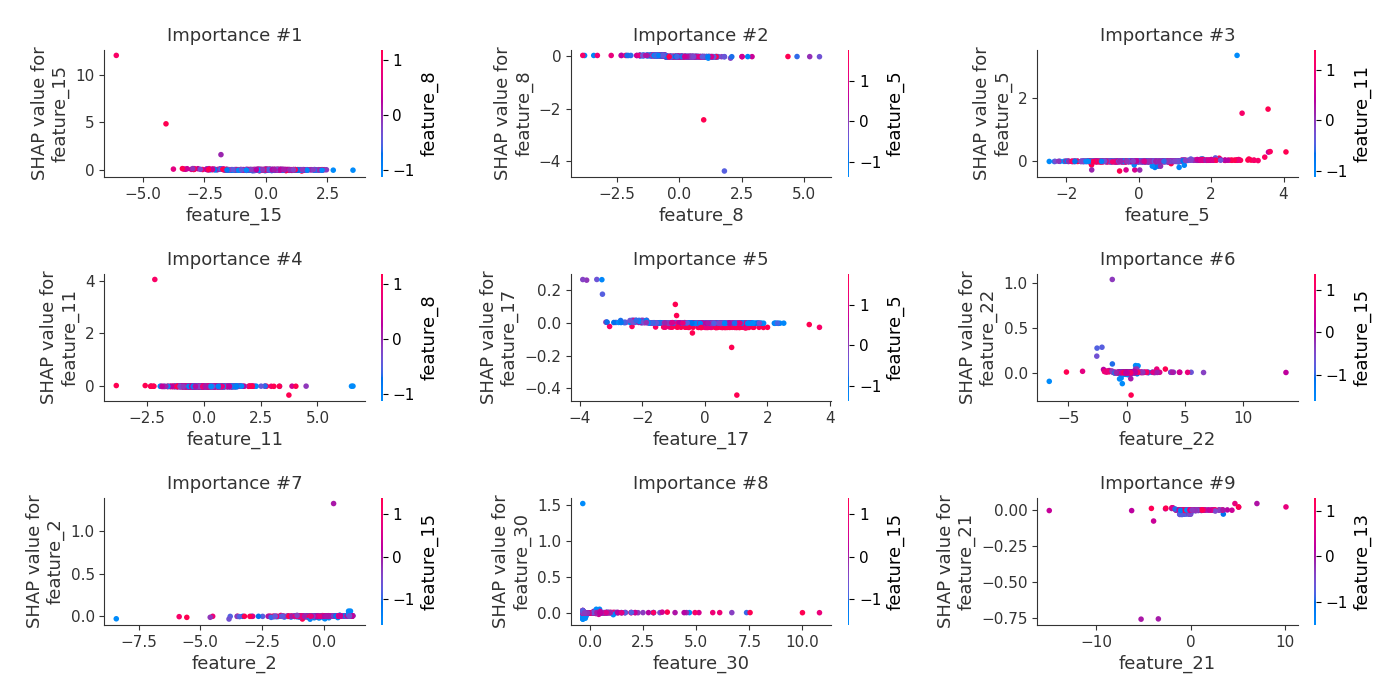 Importance #1
SHAP value for
feature_15
10
5
0
−5.0
−2.5
0.0
2.5
feature_15
1
0
−1
feature_8
Importance #2
SHAP value for
feature_8
0
−2
−4
−2.5
0.0
2.5
5.0
feature_8
1
0
−1
feature_5
Importance #3
SHAP value for
feature_5
2
0
−2
0
2
4
feature_5
1
0
−1
feature_11
Importance #4
SHAP value for
feature_11
4
2
0
−2.5
0.0
2.5
5.0
feature_11
1
0
−1
feature_8
Importance #5
SHAP value for
feature_17
0.2
0.0
−0.2
−0.4
−4
−2
0
2
4
feature_17
1
0
−1
feature_5
Importance #6
SHAP value for
feature_22
1.0
0.5
0.0
−5
0
5
10
feature_22
1
0
−1
feature_15
Importance #7
SHAP value for
feature_2
1.0
0.5
0.0
−7.5
−5.0
−2.5
0.0
feature_2
1
0
−1
feature_15
Importance #8
SHAP value for
feature_30
1.5
1.0
0.5
0.0
0.0
2.5
5.0
7.5
10.0
feature_30
1
0
−1
feature_15
Importance #9
SHAP value for
feature_21
0.00
−0.25
−0.50
−0.75
−10
0
10
feature_21
1
0
−1
feature_13